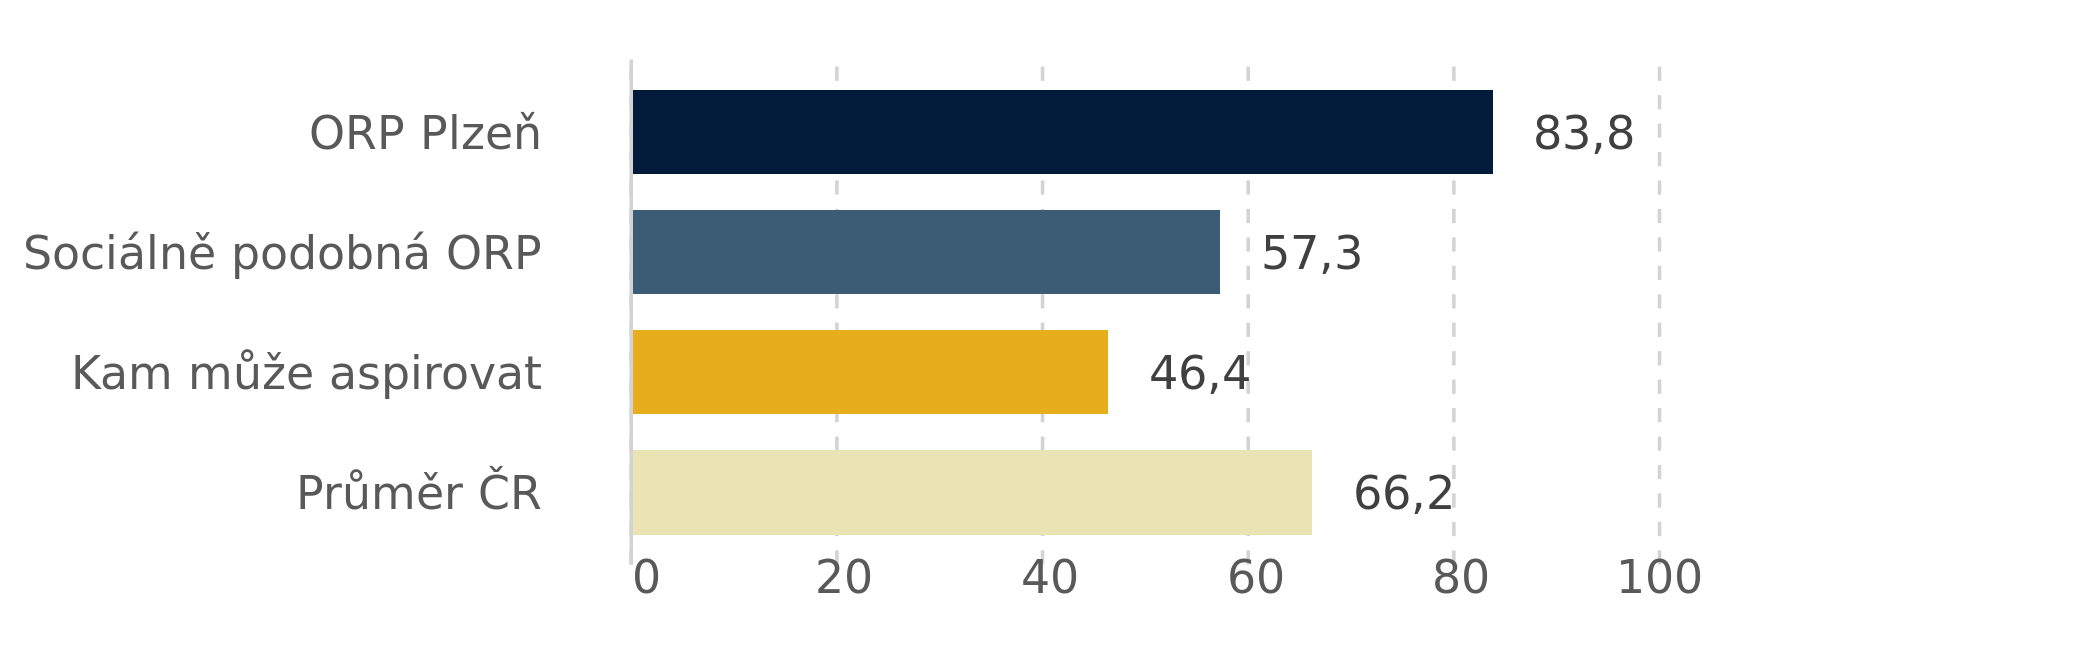 ORP Plzeň 83,8
Sociálně podobná ORP 57,3
Kam může aspirovat 46,4
Průměr ČR 66,2
0 20 40 60 80 100